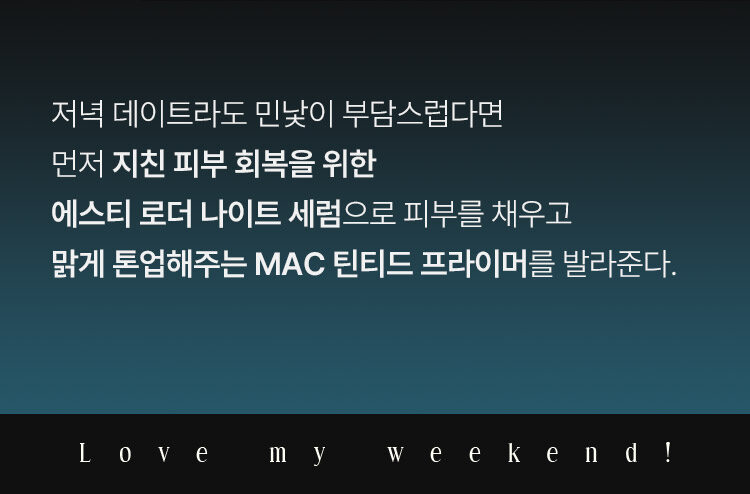 저녁 데이트라도 민낯이 부담스럽다면
먼저 지친 피부 회복을 위한
에스티 로더 나이트 세럼으로 피부를 채우고
맑게 톤업해주는 MAC 틴티드 프라이머를 발라준다.
Love my weekend!